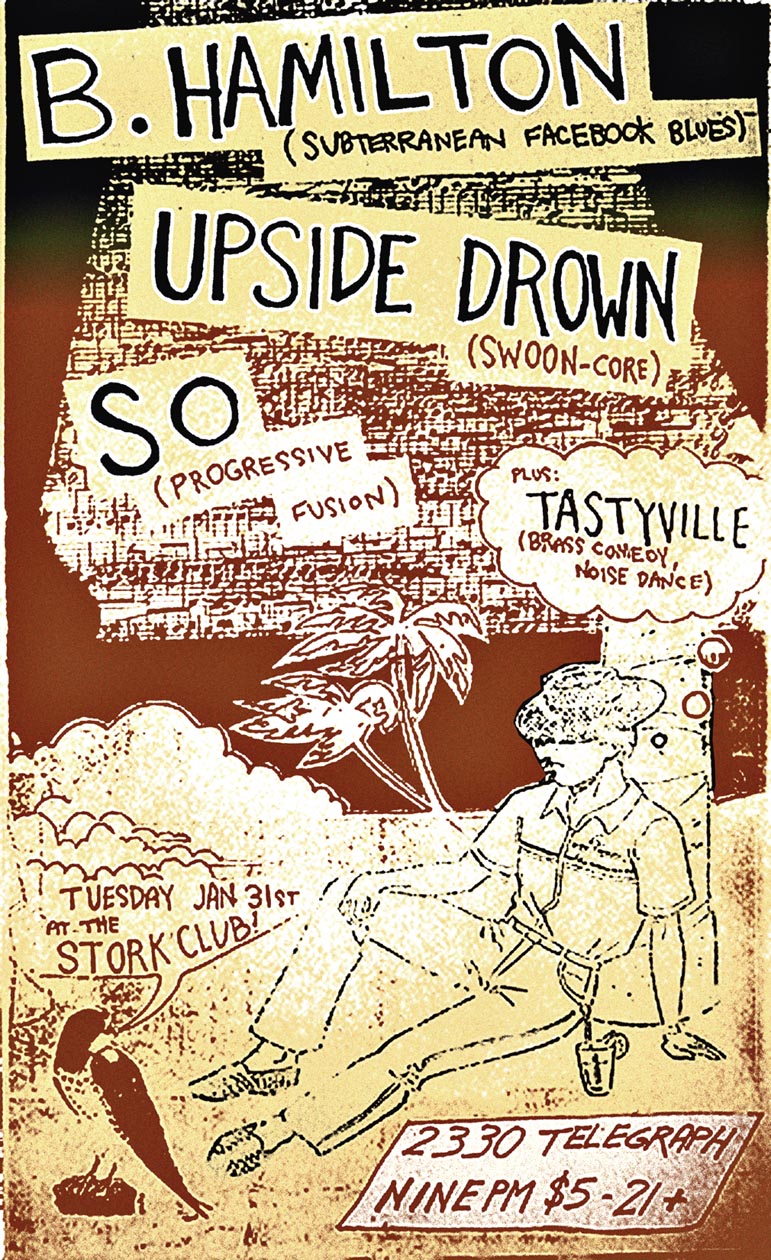 B. HAMILTON
(SUBTERRANEAN FACEBOOK BLUES)
UPSIDE DROWN
(SWOON-CORE)
SO
(PROGRESSIVE
FUSION)
PLUS:
TASTYVILLE
(BRASS COMEDY,
NOISE DANCE)
TUESDAY JAN 31ST
AT THE
STORK CLUB!
2330 TELEGRAPH
NINE PM $5-21+